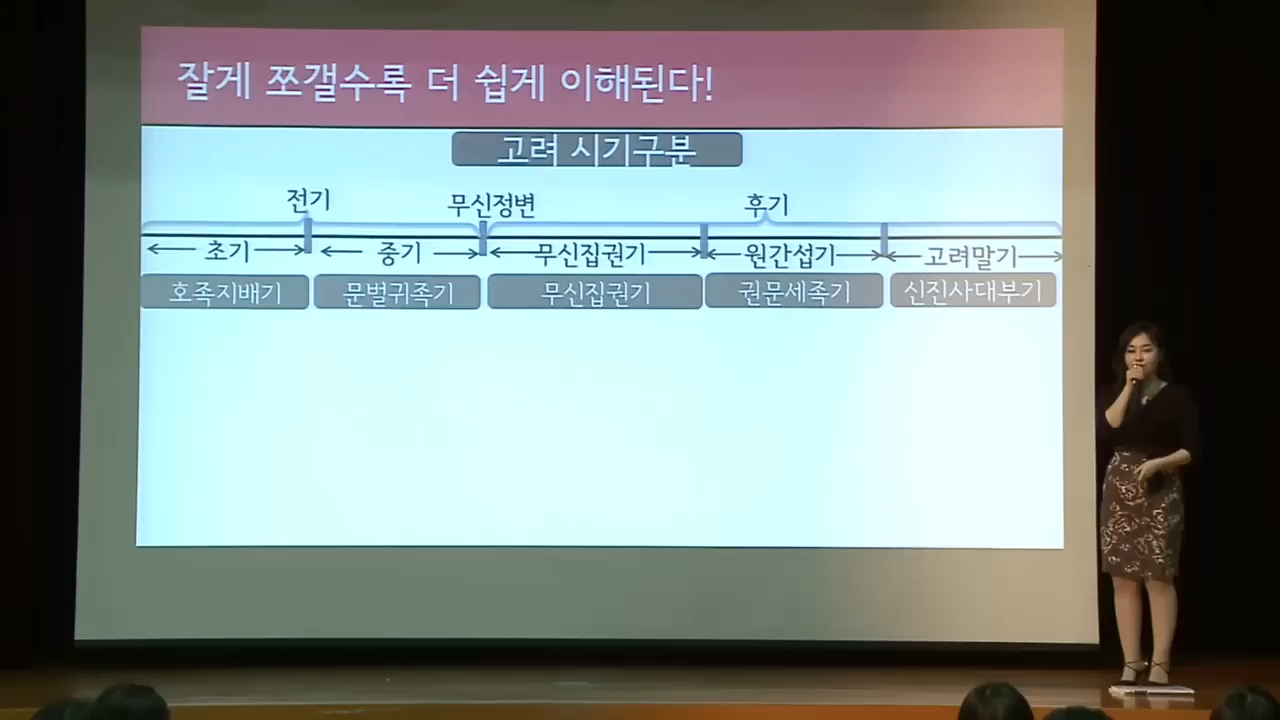 잘게 쪼갤수록 더 쉽게 이해된다!
고려 시기구분
전기 무신정변 후기
초기 중기 무신집권기 원간섭기 고려말기
호족지배기 문벌귀족기 무신집권기 권문세족기 신진사대부기